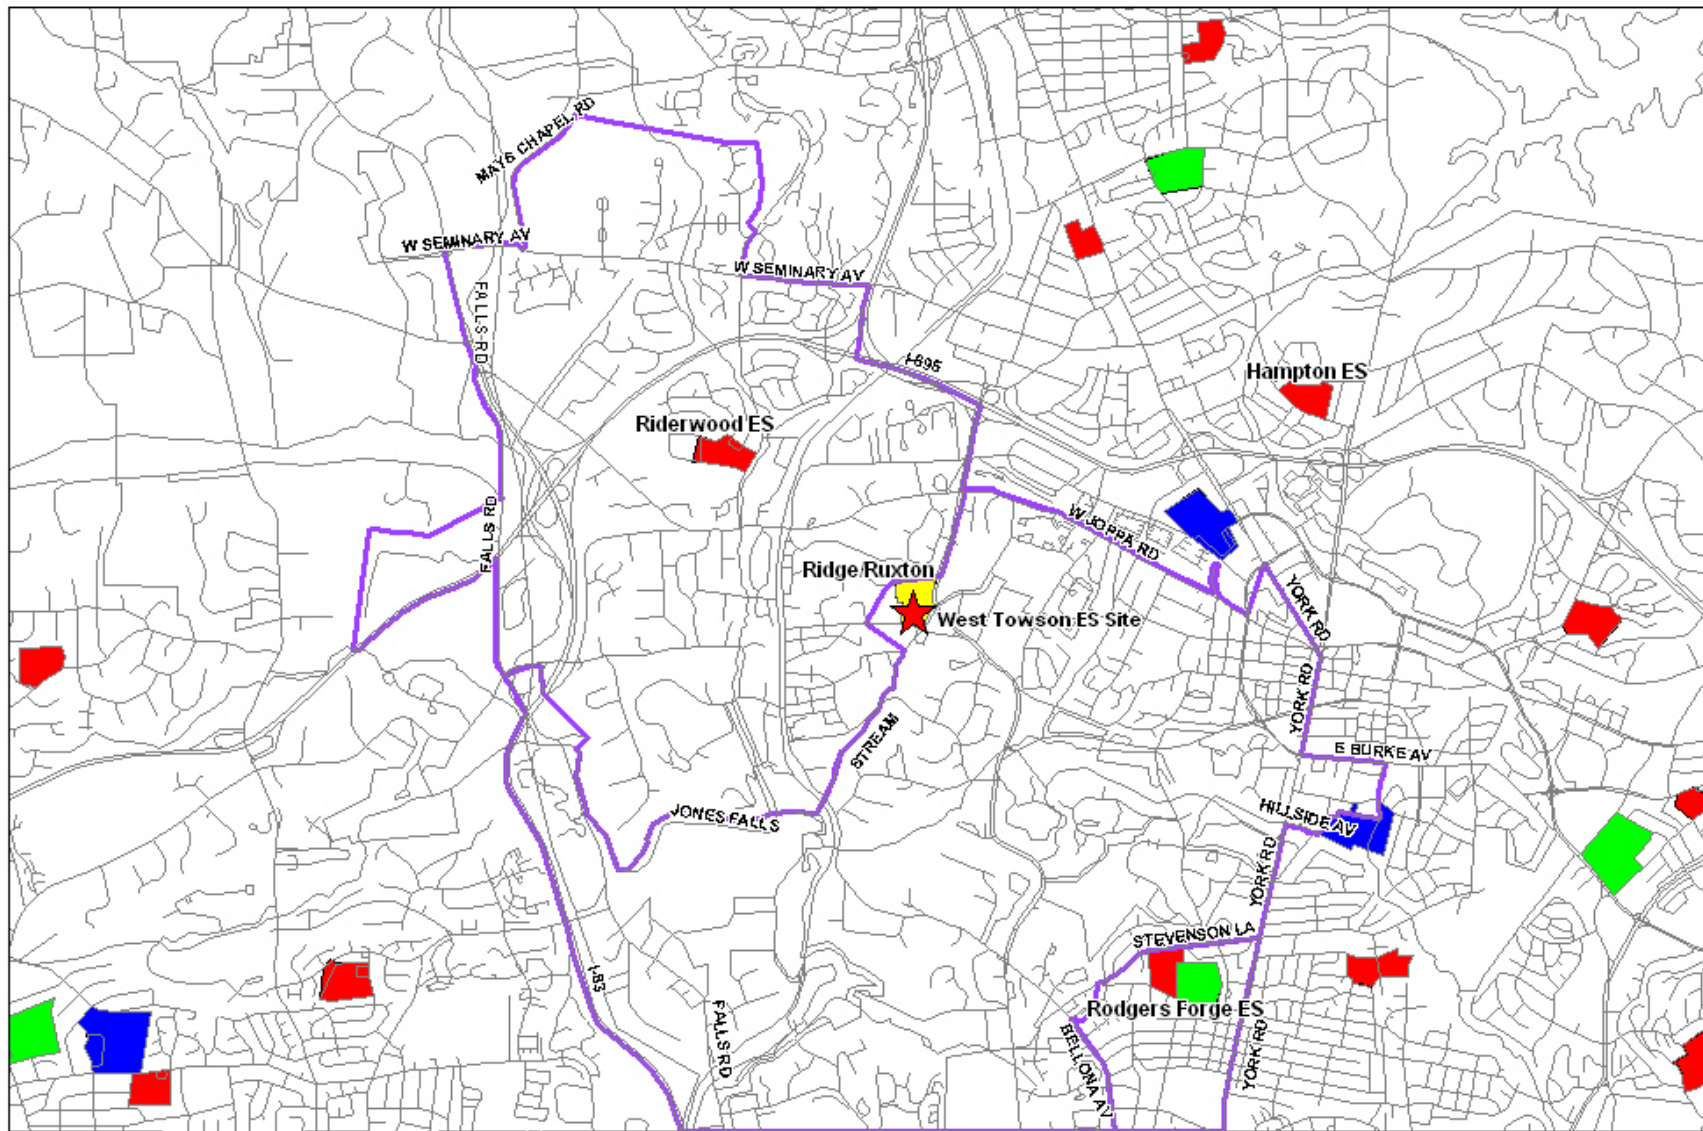 MAYS CHAPEL RD
W SEMINARY AV
W SEMINARY AV
FALLS RD
I-695
Hampton ES
Riderwood ES
FALLS RD
W JOPPA RD
Ridge/Ruxton
West Towson ES Site
YORK RD
YORK RD
STREAM
E BURKE AV
JONES FALLS
HILLSIDE AV
YORK RD
STEVENSON LA
I-83
Rodgers Forge ES
FALLS RD
BELLONA AV
YORK RD